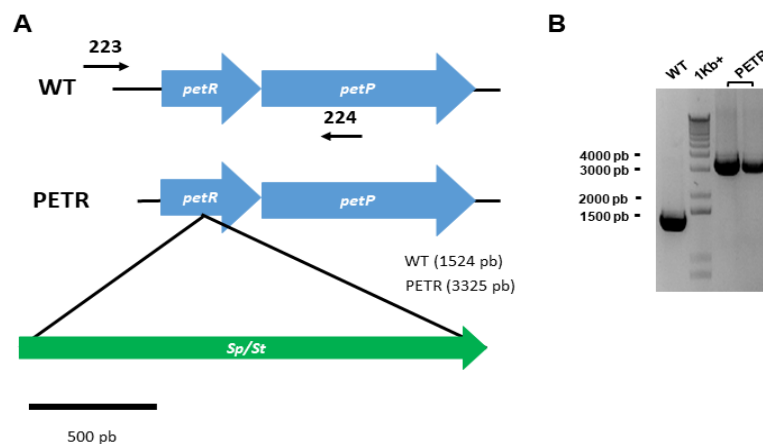 A
223
WT
petR
petP
224
PETR
petR
petP
WT (1524 pb)
PETR (3325 pb)
Sp/St
500 pb
B
WT
1Kb+
PETR
4000 pb
3000 pb
2000 pb
1500 pb